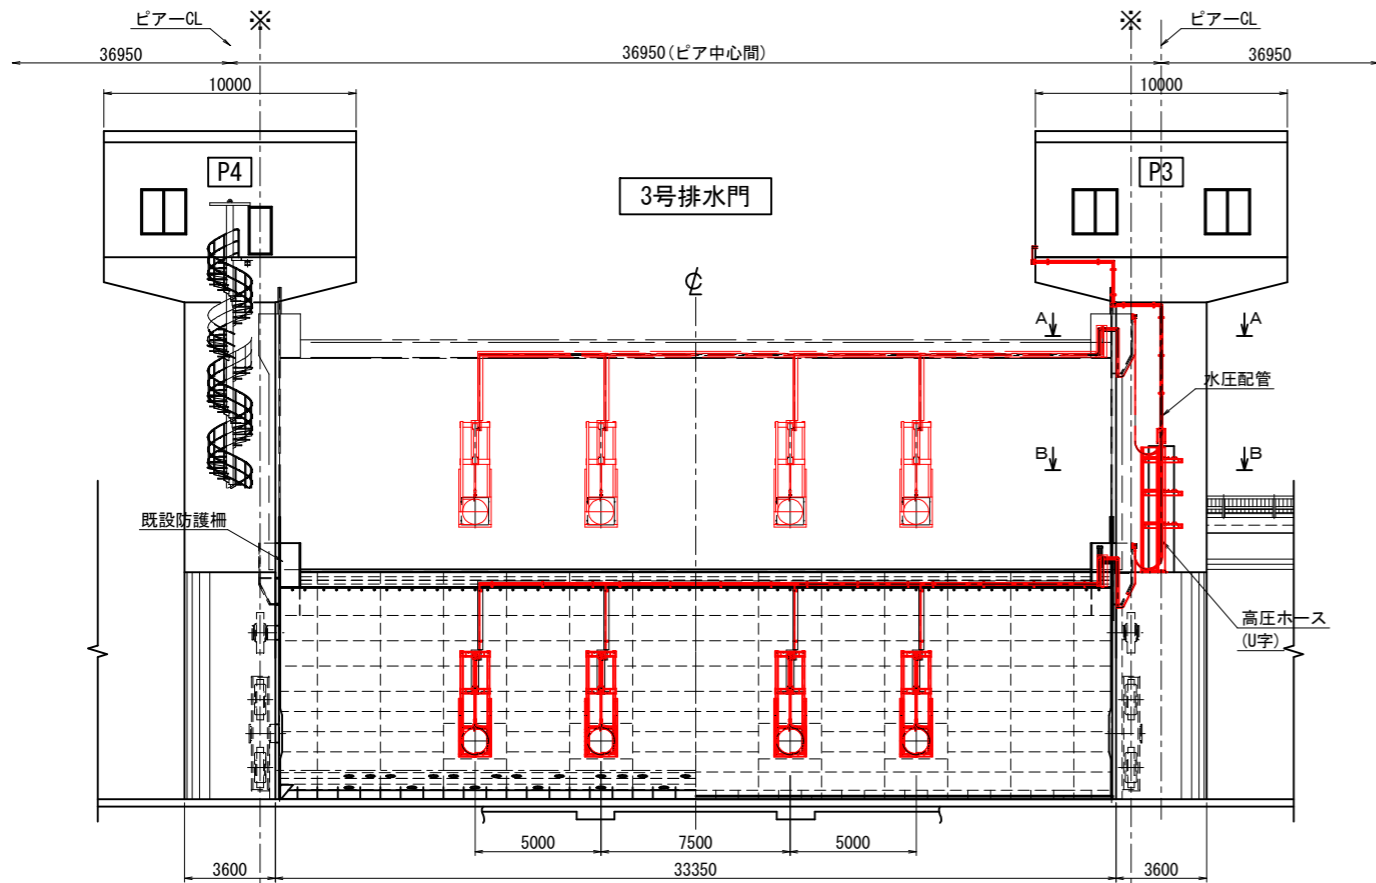 ピアーCL
※
※
ピアーCL
36950
36950(ピア中心間)
36950
10000
10000
P4
P3
3号排水門
℄
A
A
水圧配管
B
B
既設防護柵
高圧ホース
(U字)
5000
7500
5000
3600
33350
3600